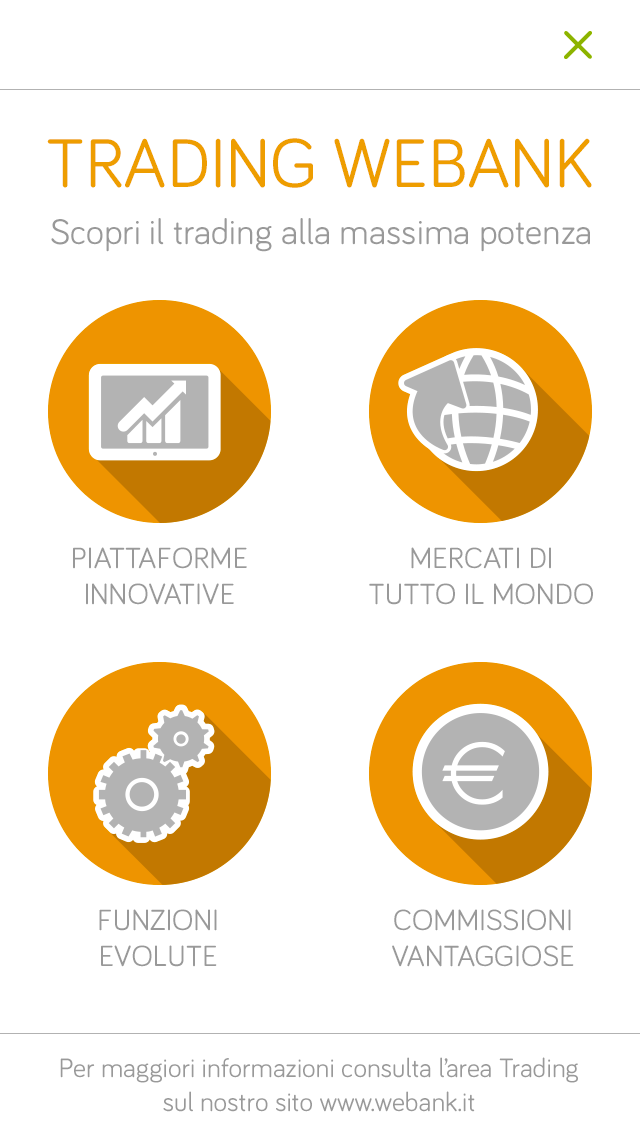 TRADING WEBANK
Scopri il trading alla massima potenza
PIATTAFORME
INNOVATIVE
MERCATI DI
TUTTO IL MONDO
FUNZIONI
EVOLUTE
€
COMMISSIONI
VANTAGGIOSE
Per maggiori informazioni consulta l'area Trading
sul nostro sito www.webank.it